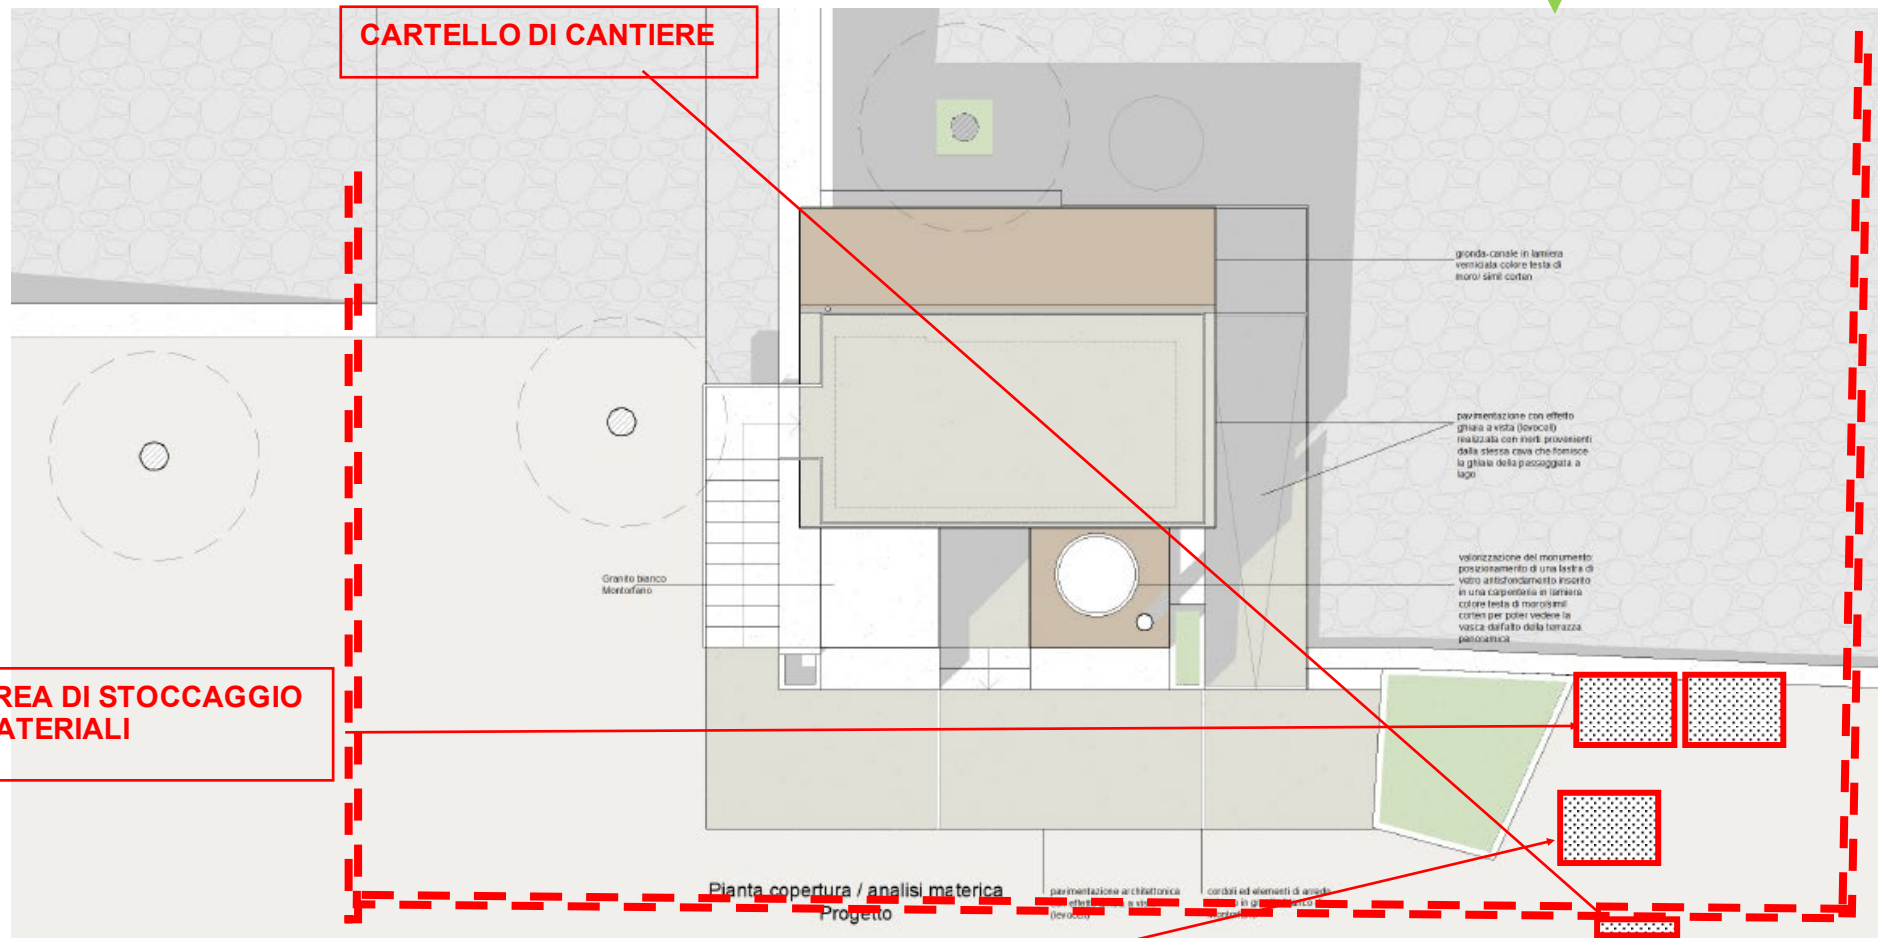 CARTELLO DI CANTIERE
gronda-canale in lamiera
verniciata colore testa di
moro/ simil corten
pavimentazione con effetto
ghiaia a vista (levocell)
realizzata con inerti provenienti
dalla stessa cava che fornisce
la ghiaia della passeggiata a
lago
valorizzazione del monumento
posizionamento di una lastra di
vetro antisfondamento inserito
in una carpenteria in lamiera
colore testa di moro/simil
corten per poter vedere la
vasca dall'alto della terrazza
panoramica
Granito bianco
Montorfano
REA DI STOCCAGGIO
ATERIALI
Pianta copertura / analisi materica
Progetto
pavimentazione architettonica
a vista
(levocell)
cordoli ed elementi di arredo
in